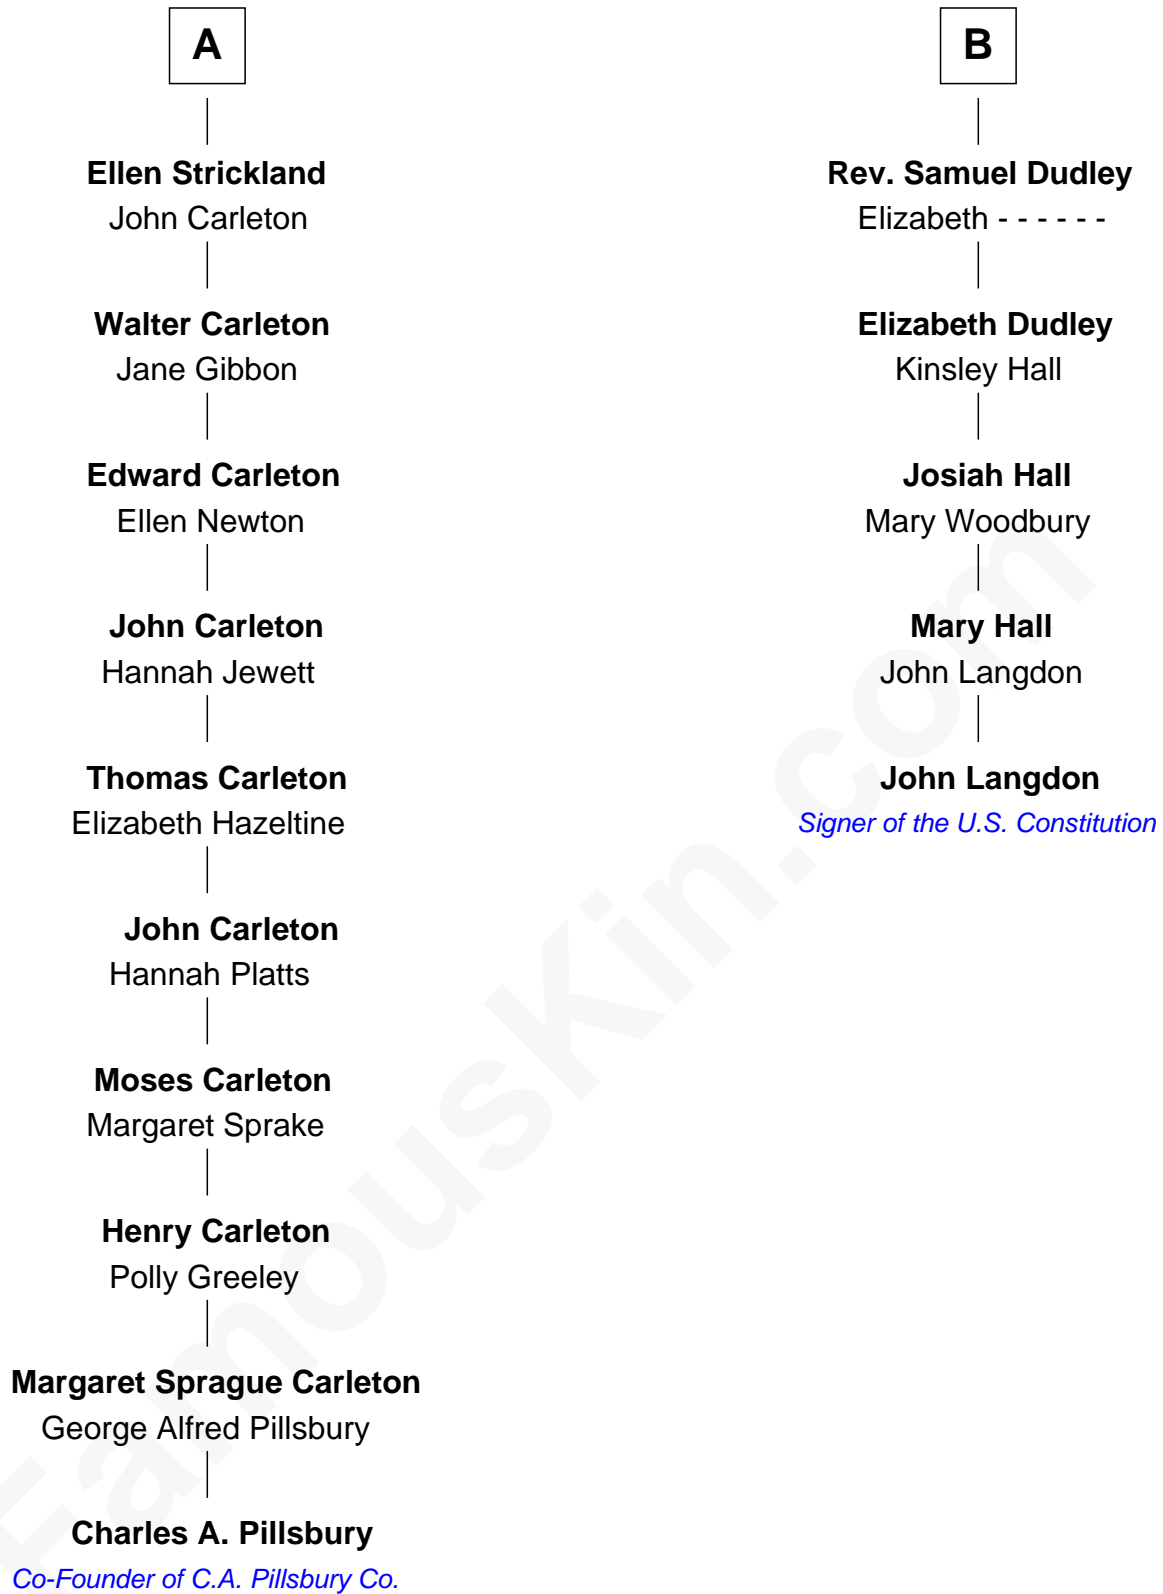 A
Ellen Strickland
John Carleton
Walter Carleton
Jane Gibbon
Edward Carleton
Ellen Newton
John Carleton
Hannah Jewett
Thomas Carleton
Elizabeth Hazeltine
John Carleton
Hannah Platts
Moses Carleton
Margaret Sprake
Henry Carleton
Polly Greeley
Margaret Sprague Carleton
George Alfred Pillsbury
Charles A. Pillsbury
Co-Founder of C.A. Pillsbury Co.
B
Rev. Samuel Dudley
Elizabeth - - - - - -
Elizabeth Dudley
Kinsley Hall
Josiah Hall
Mary Woodbury
Mary Hall
John Langdon
John Langdon
Signer of the U.S. Constitution
FamousKin.com